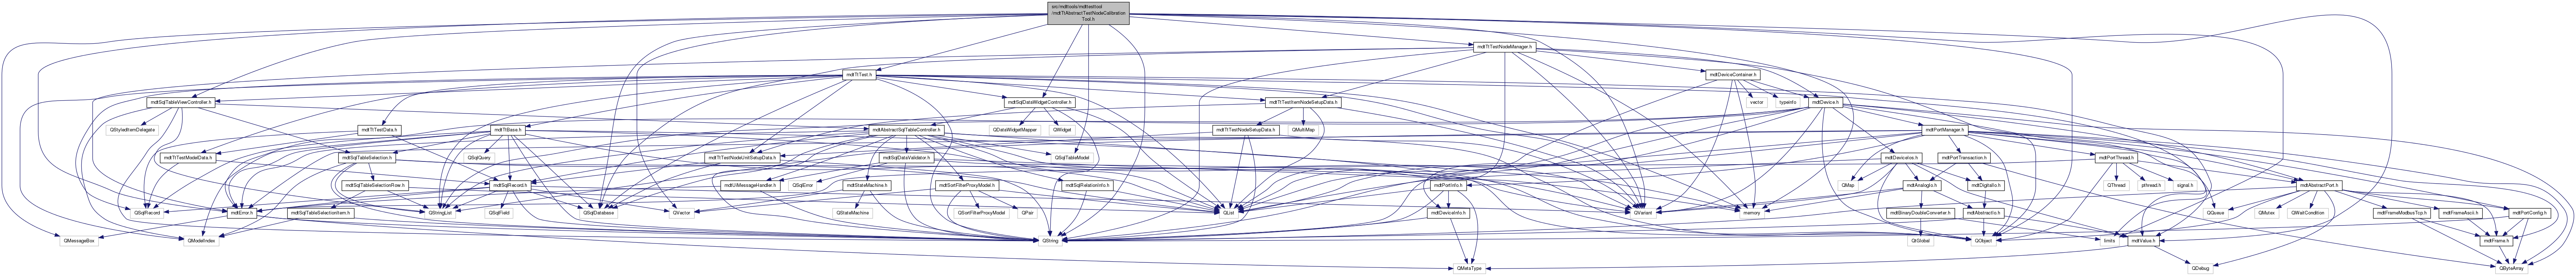 src/mdtools/mdttesttool
/mdtTtAbstractTestNodeCalibration
Tool.h
mdtTtTestNodeManager.h
mdtTtTest.h
mdtDeviceContainer.h
mdtSqlTableViewController.h
mdtSqlDataWidgetController.h
mdtTtTestItemNodeSetupData.h
vector
typeinfo
mdtDevice.h
QStyledItemDelegate
mdtTtTestData.h
mdtTtBase.h
mdtAbstractSqlTableController.h
QDataWidgetMapper
QWidget
mdtTtTestNodeSetupData.h
QMultiMap
mdtPortManager.h
mdtTtTestModelData.h
mdtSqlTableSelection.h
QSqlQuery
mdtTtTestNodeUnitSetupData.h
mdtSqlDataValidator.h
QSqlTableModel
mdtDeviceIos.h
mdtPortTransaction.h
mdtPortThread.h
mdtSqlTableSelectionRow.h
mdtSqlRecord.h
mdtUiMessageHandler.h
QSqlError
mdtStateMachine.h
mdtSortFilterProxyModel.h
mdtSqlRelationInfo.h
mdtPortInfo.h
QMap
mdtAnalogIo.h
mdtDigitalIo.h
QThread
pthread.h
signal.h
mdtAbstractPort.h
QSqlRecord
mdtError.h
QStringList
mdtSqlTableSelectionItem.h
QSqlField
QSqlDatabase
QVector
QStateMachine
QSortFilterProxyModel
QPair
QList
mdtDeviceInfo.h
QVariant
memory
mdtBinaryDoubleConverter.h
mdtAbstractIo.h
QQueue
QMutex
QWaitCondition
mdtFrameModbusTcp.h
mdtFrameAscii.h
mdtPortConfig.h
QMessageBox
QModelIndex
QString
QtGlobal
QObject
limits
mdtValue.h
mdtFrame.h
QMetaType
QDebug
QByteArray